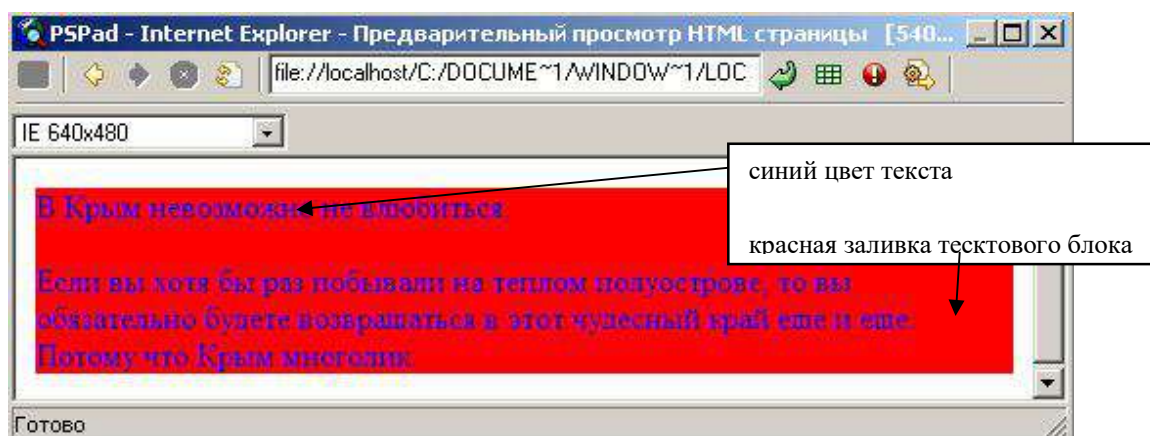 PSPad - Internet Explorer - Предварительный просмотр HTML страницы [540...
file://localhost/C:/DOCUME~1/WINDOW~1/LOC
IE 640x480
синий цвет текста
красная заливка тесктового блока
В Крым невозможно не влюбиться.
Если вы хотя бы раз побывали на теплом полуострове, то вы
обязательно будете возвращаться в этот чудесный край еще и еще.
Потому что Крым многолик.
Готово